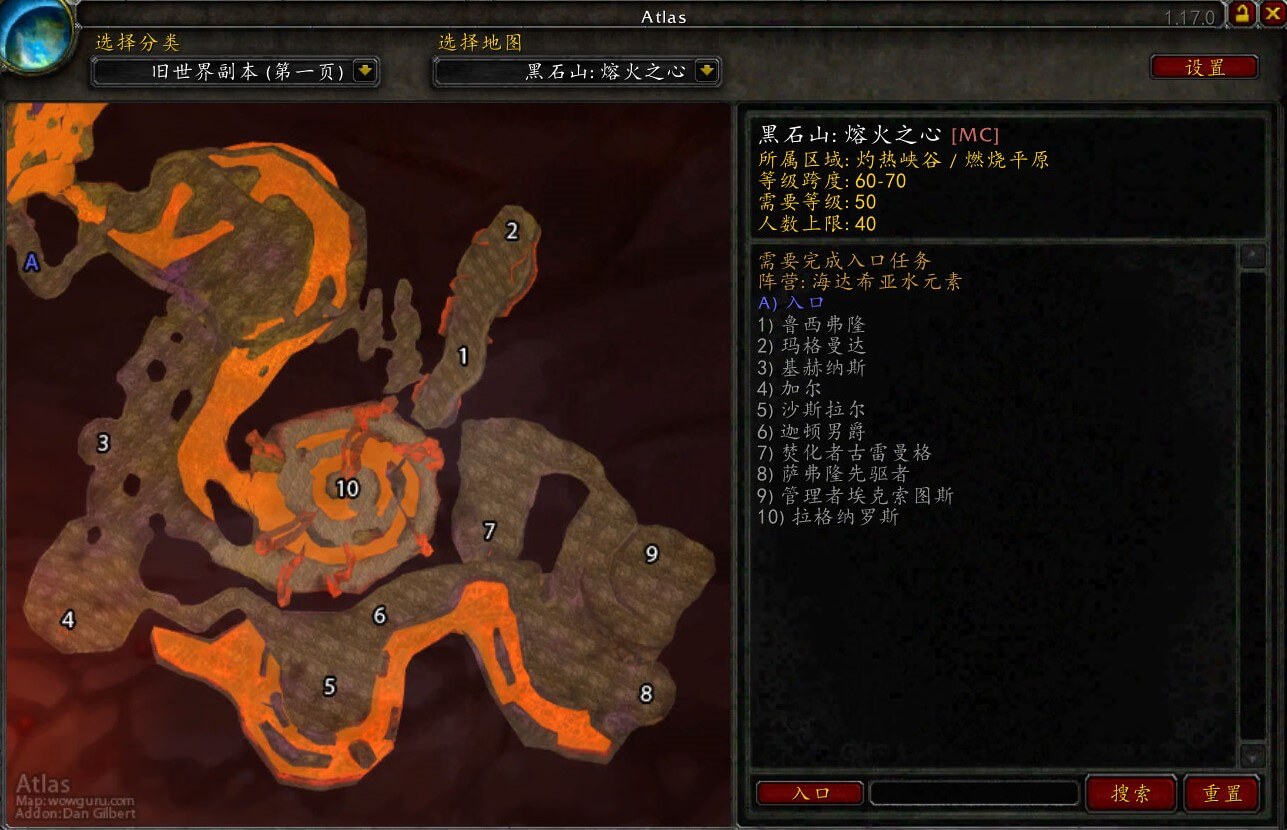 Atlas
1.17.0
选择分类
选择地图
旧世界副本 (第一页)
黑石山: 熔火之心
设置
黑石山: 熔火之心 [MC]
所属区域: 灼热峡谷 / 燃烧平原
等级跨度: 60-70
需要等级: 50
人数上限: 40
需要完成入口任务
阵营: 海达希亚水元素
A) 入口
1) 鲁西弗隆
2) 玛格曼达
3) 基赫纳斯
4) 加尔
5) 沙斯拉尔
6) 迦顿男爵
7) 焚化者古雷曼格
8) 萨弗隆先驱者
9) 管理者埃克索图斯
10) 拉格纳罗斯
2
A
1
3
10
7
9
4
6
5
8
Atlas
Map:wowguru.com
Addon:Dan Gilbert
入口
搜索
重置